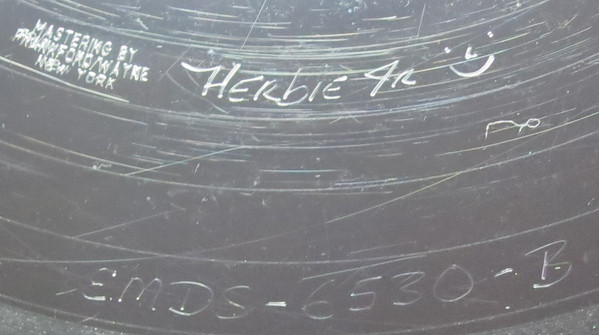 MASTERING BY
FRANKFORD/WAYNE
NEW YORK
HERBIE JR :)
EMDS-6530-B